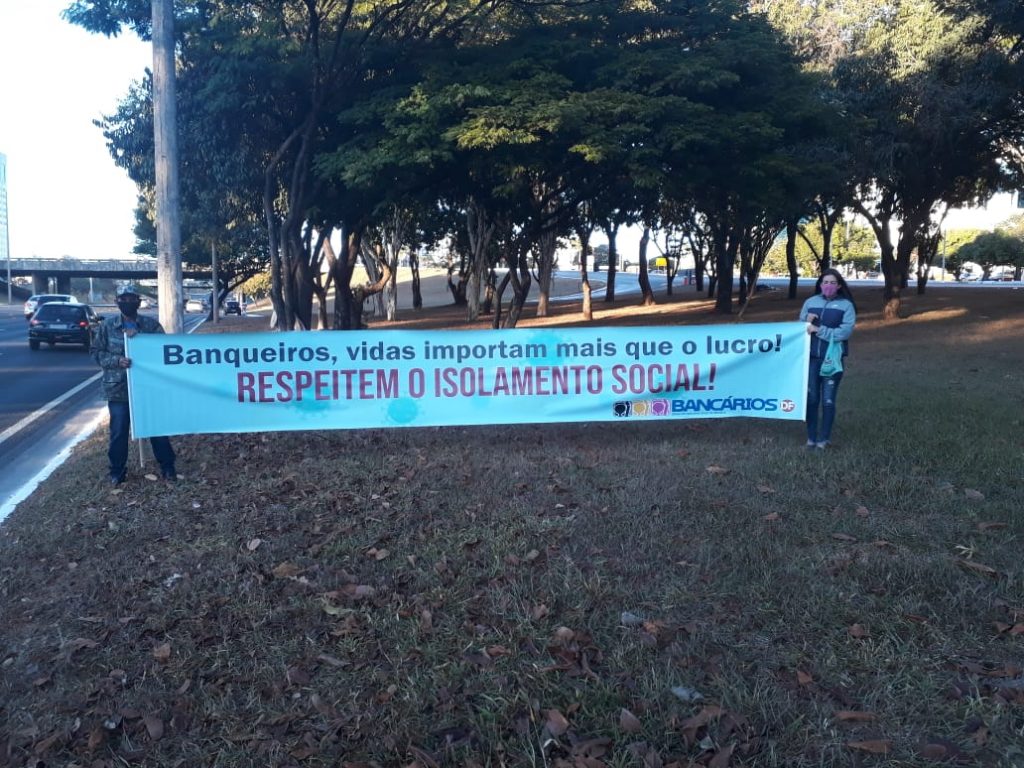 Banqueiros, vidas importam mais que o lucro!
RESPEITEM O ISOLAMENTO SOCIAL!
BANCÁRIOS DF